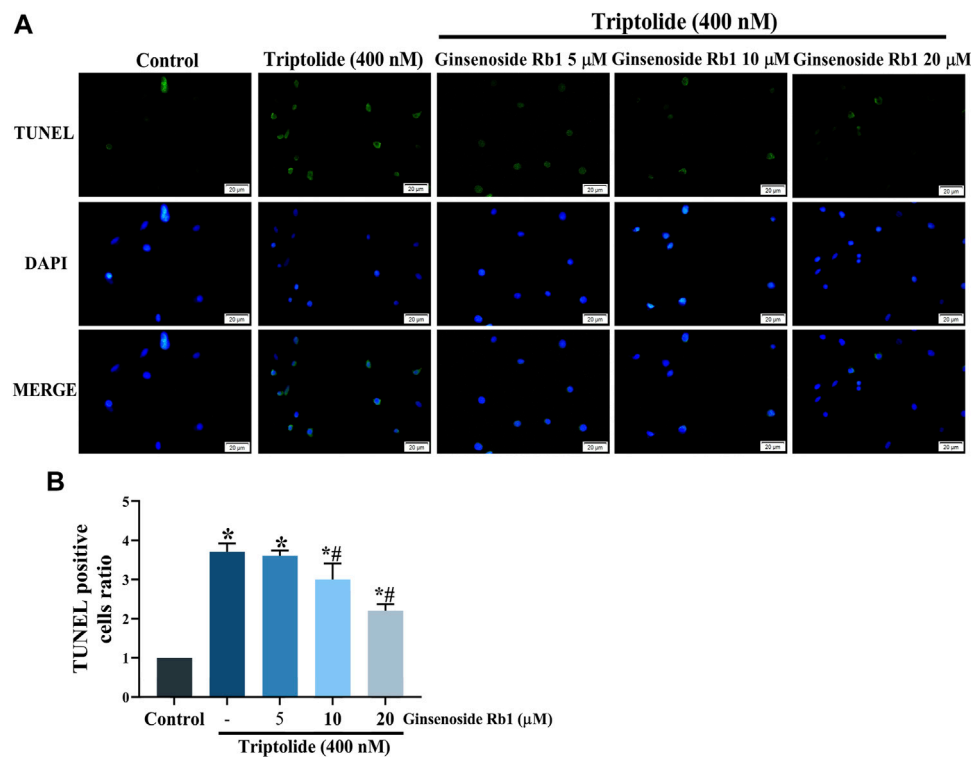 A
Triptolide (400 nM)
Control
Triptolide (400 nM)
Ginsenoside Rb1 5 μM
Ginsenoside Rb1 10 μM
Ginsenoside Rb1 20 μM
TUNEL
20 μm
20 μm
20 μm
20 μm
20 μm
DAPI
20 μm
20 μm
20 μm
20 μm
20 μm
MERGE
20 μm
20 μm
20 μm
20 μm
20 μm
B
TUNEL positive
cells ratio
5
4
3
2
1
0
*
*
*#
*#
Control
-
5
10
20
Ginsenoside Rb1 (μM)
Triptolide (400 nM)